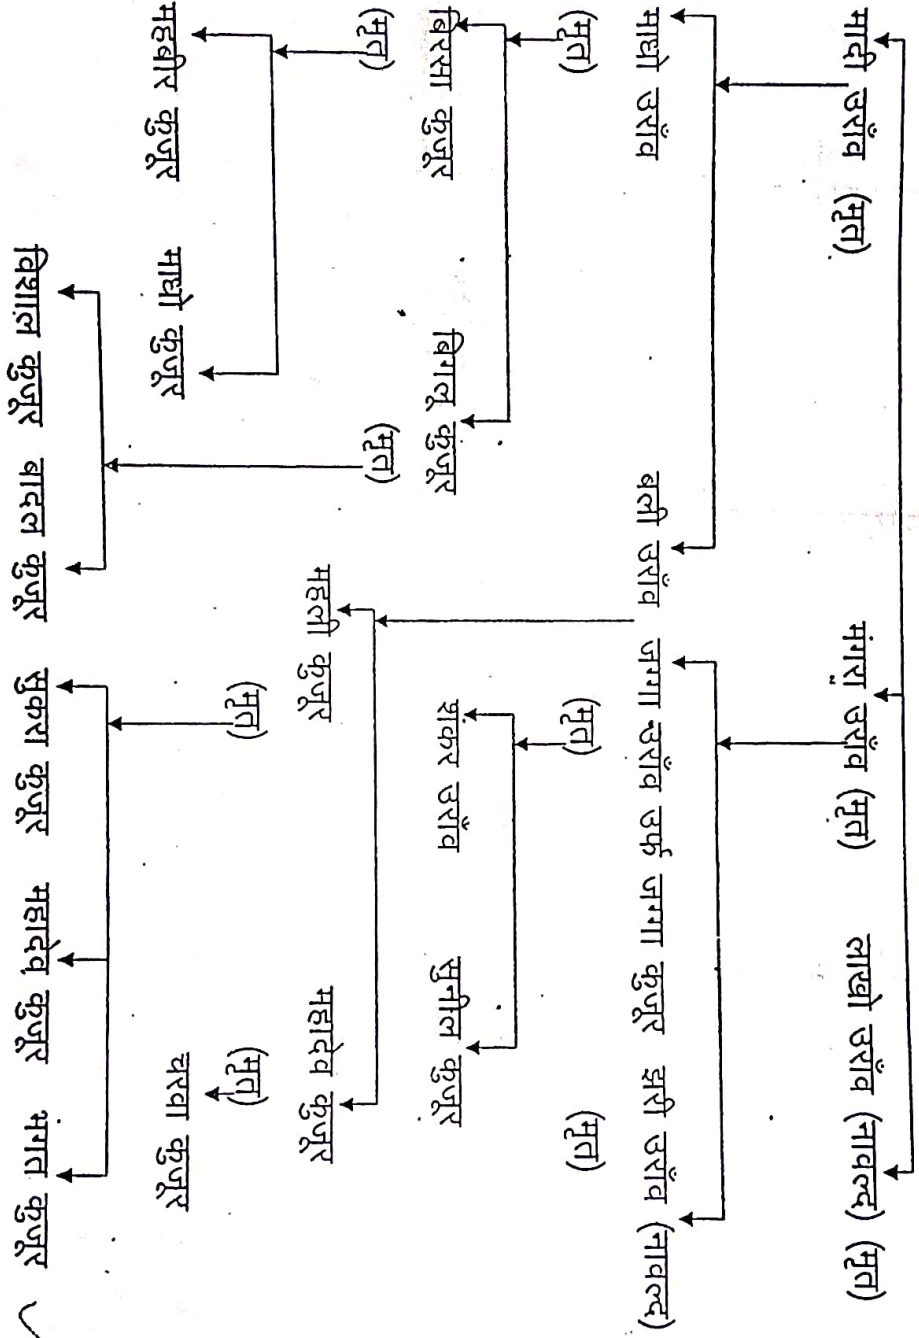 मादी उराँव (मृत) मंगरा उराँव (मृत) लाखो उराँव (नावल्द) (मृत)
माघो उराँव बली उराँव जग्गा उराँव उर्फ जग्गा कुजूर झरी उराँव (नावल्द)
(मृत) (मृत) (मृत)
बिरसा कुजूर बिगलू कुजूर शंकर उराँव सुनील कुजूर
(मृत) (मृत) महली कुजूर महादेव कुजूर
(मृत) (मृत)
महबीर कुजूर माघो कुजूर चरवा कुजूर
विशाल कुजूर बादल कुजूर सुकरा कुजूर महादेव कुजूर भगत कुजूर